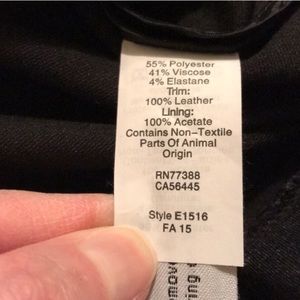 55% Polyester
41% Viscose
4% Elastane
Trim:
100% Leather
Lining:
100% Acetate
Contains Non-Textile
Parts Of Animal
Origin
RN77388
CA56445
Style E1516
FA 15